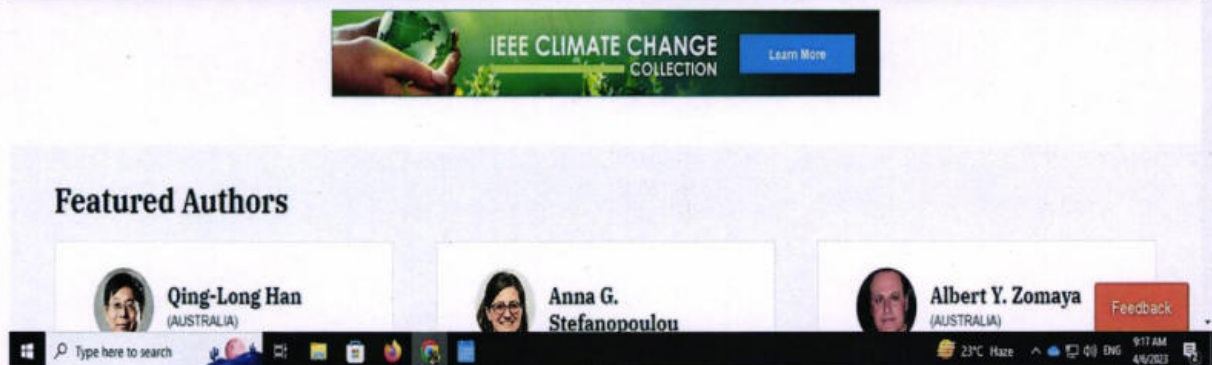 IEEE CLIMATE CHANGE
COLLECTION
Learn More
Featured Authors
Qing-Long Han
(AUSTRALIA)
Anna G.
Stefanopoulou
Albert Y. Zomaya
(AUSTRALIA)
Feedback
Type here to search
23°C Haze
ENG
9:17 AM
4/6/2023